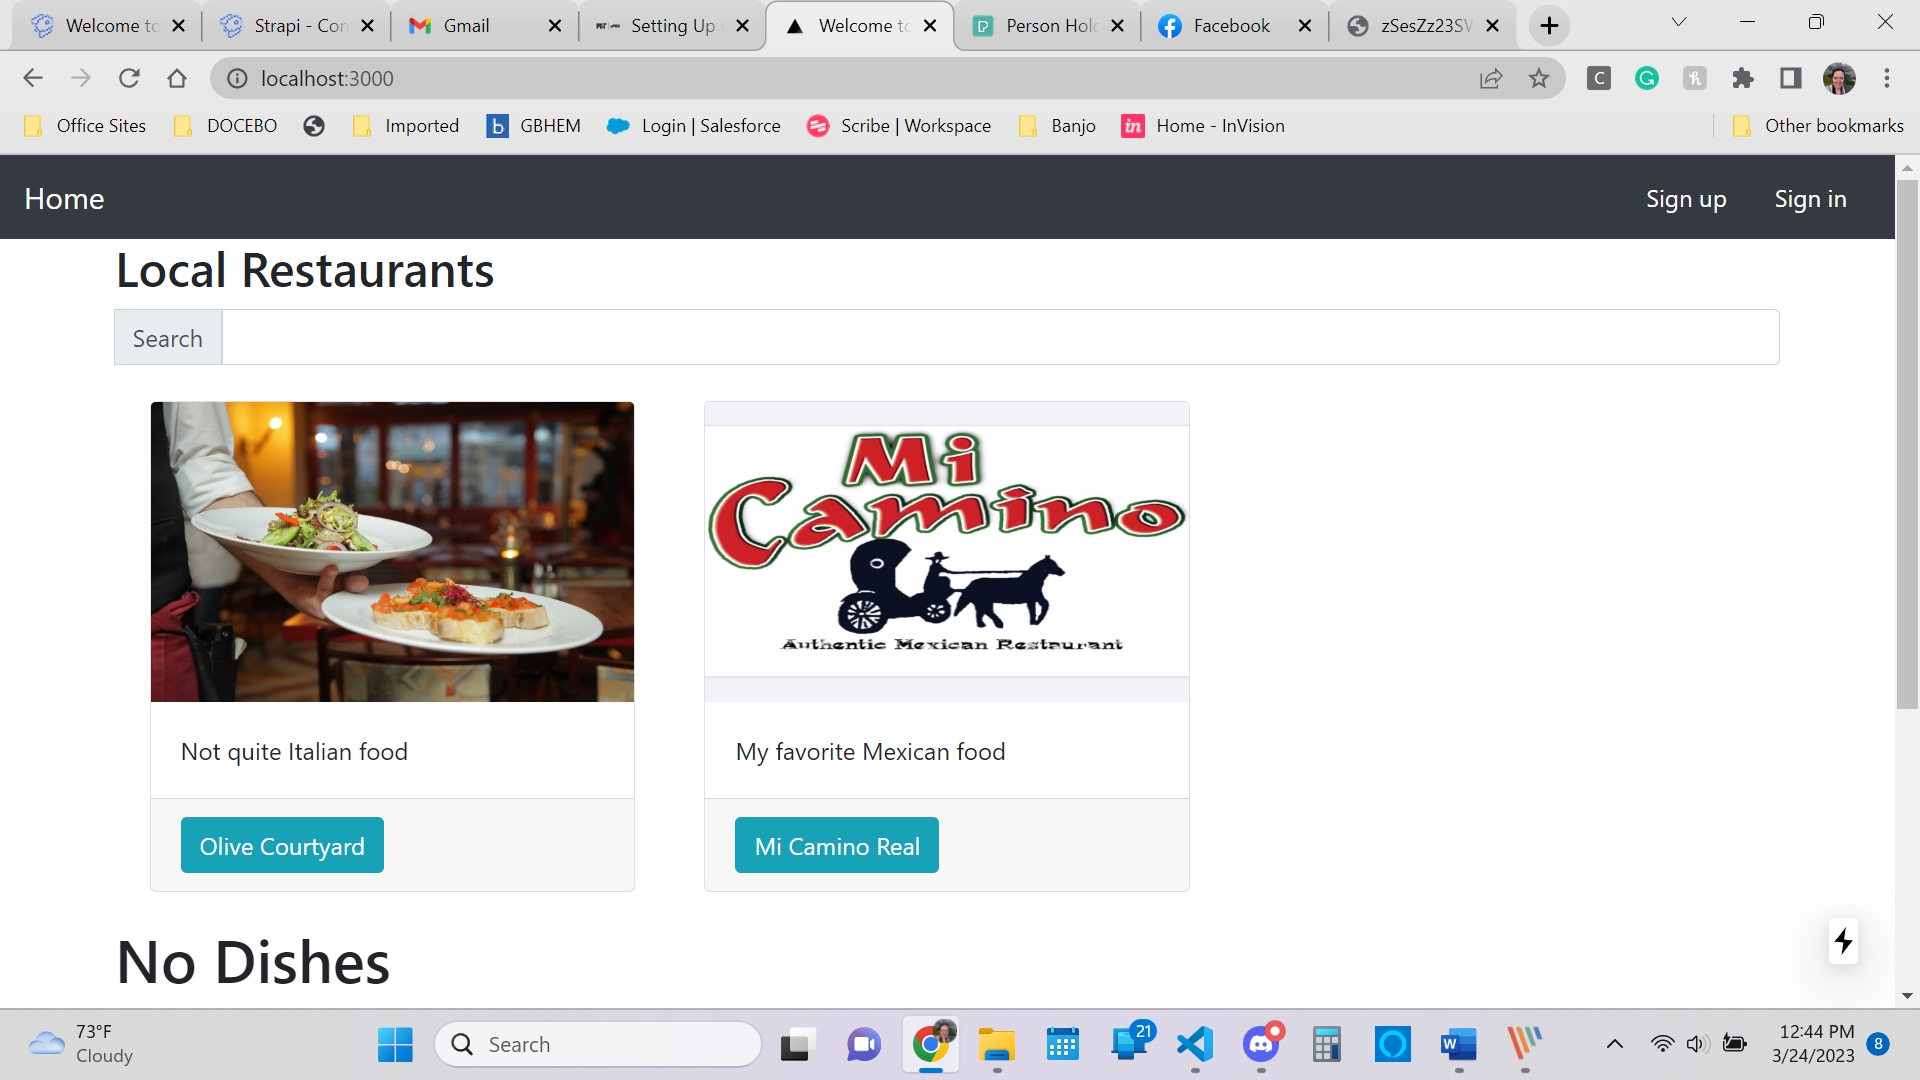 Welcome to
Strapi - Con
Gmail
Setting Up
Welcome to
Person Hol
Facebook
zSesZz23SV
localhost:3000
Office Sites
DOCEBO
Imported
GBHEM
Login | Salesforce
Scribe | Workspace
Banjo
Home - InVision
Other bookmarks
Home
Sign up
Sign in
Local Restaurants
Search
Mi
Camino
Authentic Mexican Restaurant
Not quite Italian food
My favorite Mexican food
Olive Courtyard
Mi Camino Real
No Dishes
73°F
Cloudy
Search
21
12:44 PM
3/24/2023
8